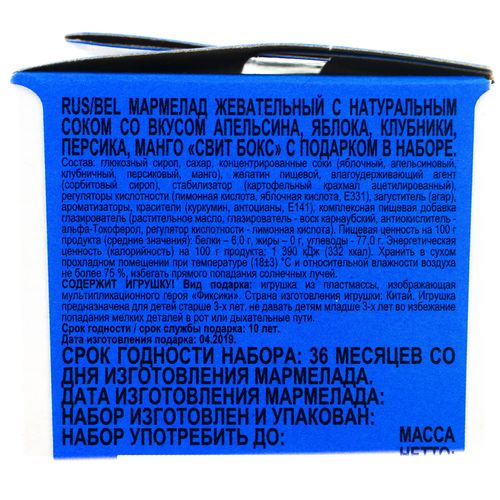 RUS/BEL МАРМЕЛАД ЖЕВАТЕЛЬНЫЙ С НАТУРАЛЬНЫМ
СОКОМ СО ВКУСОМ АПЕЛЬСИНА, ЯБЛОКА, КЛУБНИКИ,
ПЕРСИКА, МАНГО «СВИТ БОКС» С ПОДАРКОМ В НАБОРЕ.
Состав: глюкозный сироп, сахар, концентрированные соки (яблочный, апельсиновый,
клубничный, персиковый, манго), желатин пищевой, влагоудерживающий агент
(сорбитовый сироп), стабилизатор (картофельный крахмал ацетилированный),
регуляторы кислотности (лимонная кислота, яблочная кислота, Е331), загуститель (агар),
ароматизаторы, красители (куркумин, антоцианы, Е141), комплексная пищевая добавка
глазирователь (растительное масло, глазирователь - воск карнаубский, антиокислитель -
альфа-Токоферол, регулятор кислотности - лимонная кислота). Пищевая ценность на 100 г
продукта (средние значения): белки – 6,0 г, жиры – 0 г, углеводы - 77,0 г. Энергетическая
ценность (калорийность) на 100 г продукта: 1 390 кДж (332 ккал). Хранить в сухом
прохладном помещении при температуре (18±3) °С и относительной влажности воздуха
не более 75 %, избегать прямого попадания солнечных лучей.
СОДЕРЖИТ ИГРУШКУ! Вид подарка: игрушка из пластмассы, изображающая
мультипликационного героя «Фиксики». Страна изготовления игрушки: Китай. Игрушка
предназначена для детей старше 3-х лет, не давать детям младше 3-х лет во избежание
попадания мелких деталей в рот или дыхательные пути.
Срок годности / срок службы подарка: 10 лет.
Дата изготовления подарка: 04.2019.
СРОК ГОДНОСТИ НАБОРА: 36 МЕСЯЦЕВ СО
ДНЯ ИЗГОТОВЛЕНИЯ МАРМЕЛАДА.
ДАТА ИЗГОТОВЛЕНИЯ МАРМЕЛАДА:
НАБОР ИЗГОТОВЛЕН И УПАКОВАН:
НАБОР УПОТРЕБИТЬ ДО:
МАССА
НЕТТО: